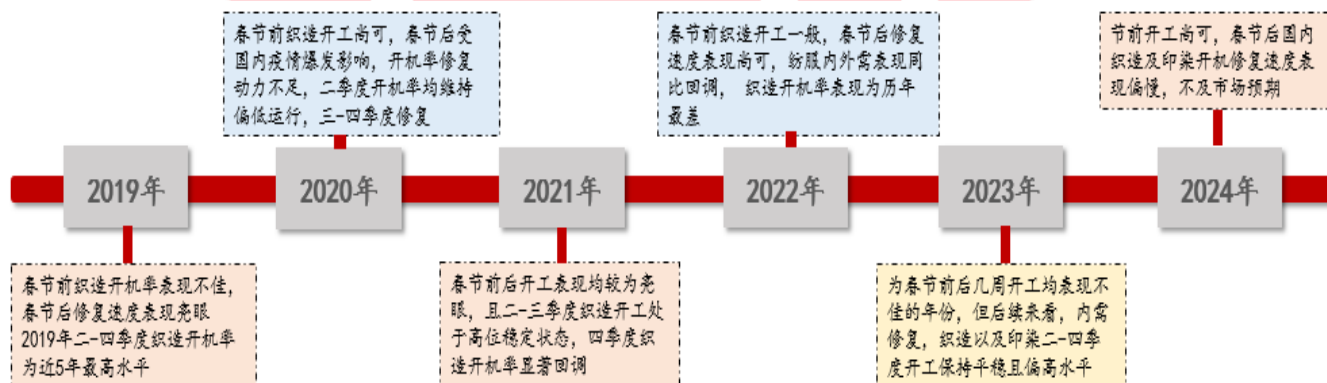 春节前织造开工尚可，春节后受
国内疫情爆发影响，开机率修复
动力不足，二季度开机率均维持
偏低运行，三-四季度修复
春节前织造开工一般，春节后修复
速度表现尚可，纺服内外需表现同
比回调， 织造开机率表现为历年
最差
节前开工尚可，春节后国内
织造及印染开机修复速度表
现偏慢，不及市场预期
2019年
2020年
2021年
2022年
2023年
2024年
春节前织造开机率表现不佳，
春节后修复速度表现亮眼
2019年二-四季度织造开机率
为近5年最高水平
春节前后开工表现均较为亮
眼，且二-三季度织造开工处
于高位稳定状态，四季度织
造开机率显著回调
为春节前后几周开工均表现不
佳的年份，但后续来看，内需
修复，织造以及印染二-四季
度开工保持平稳且偏高水平